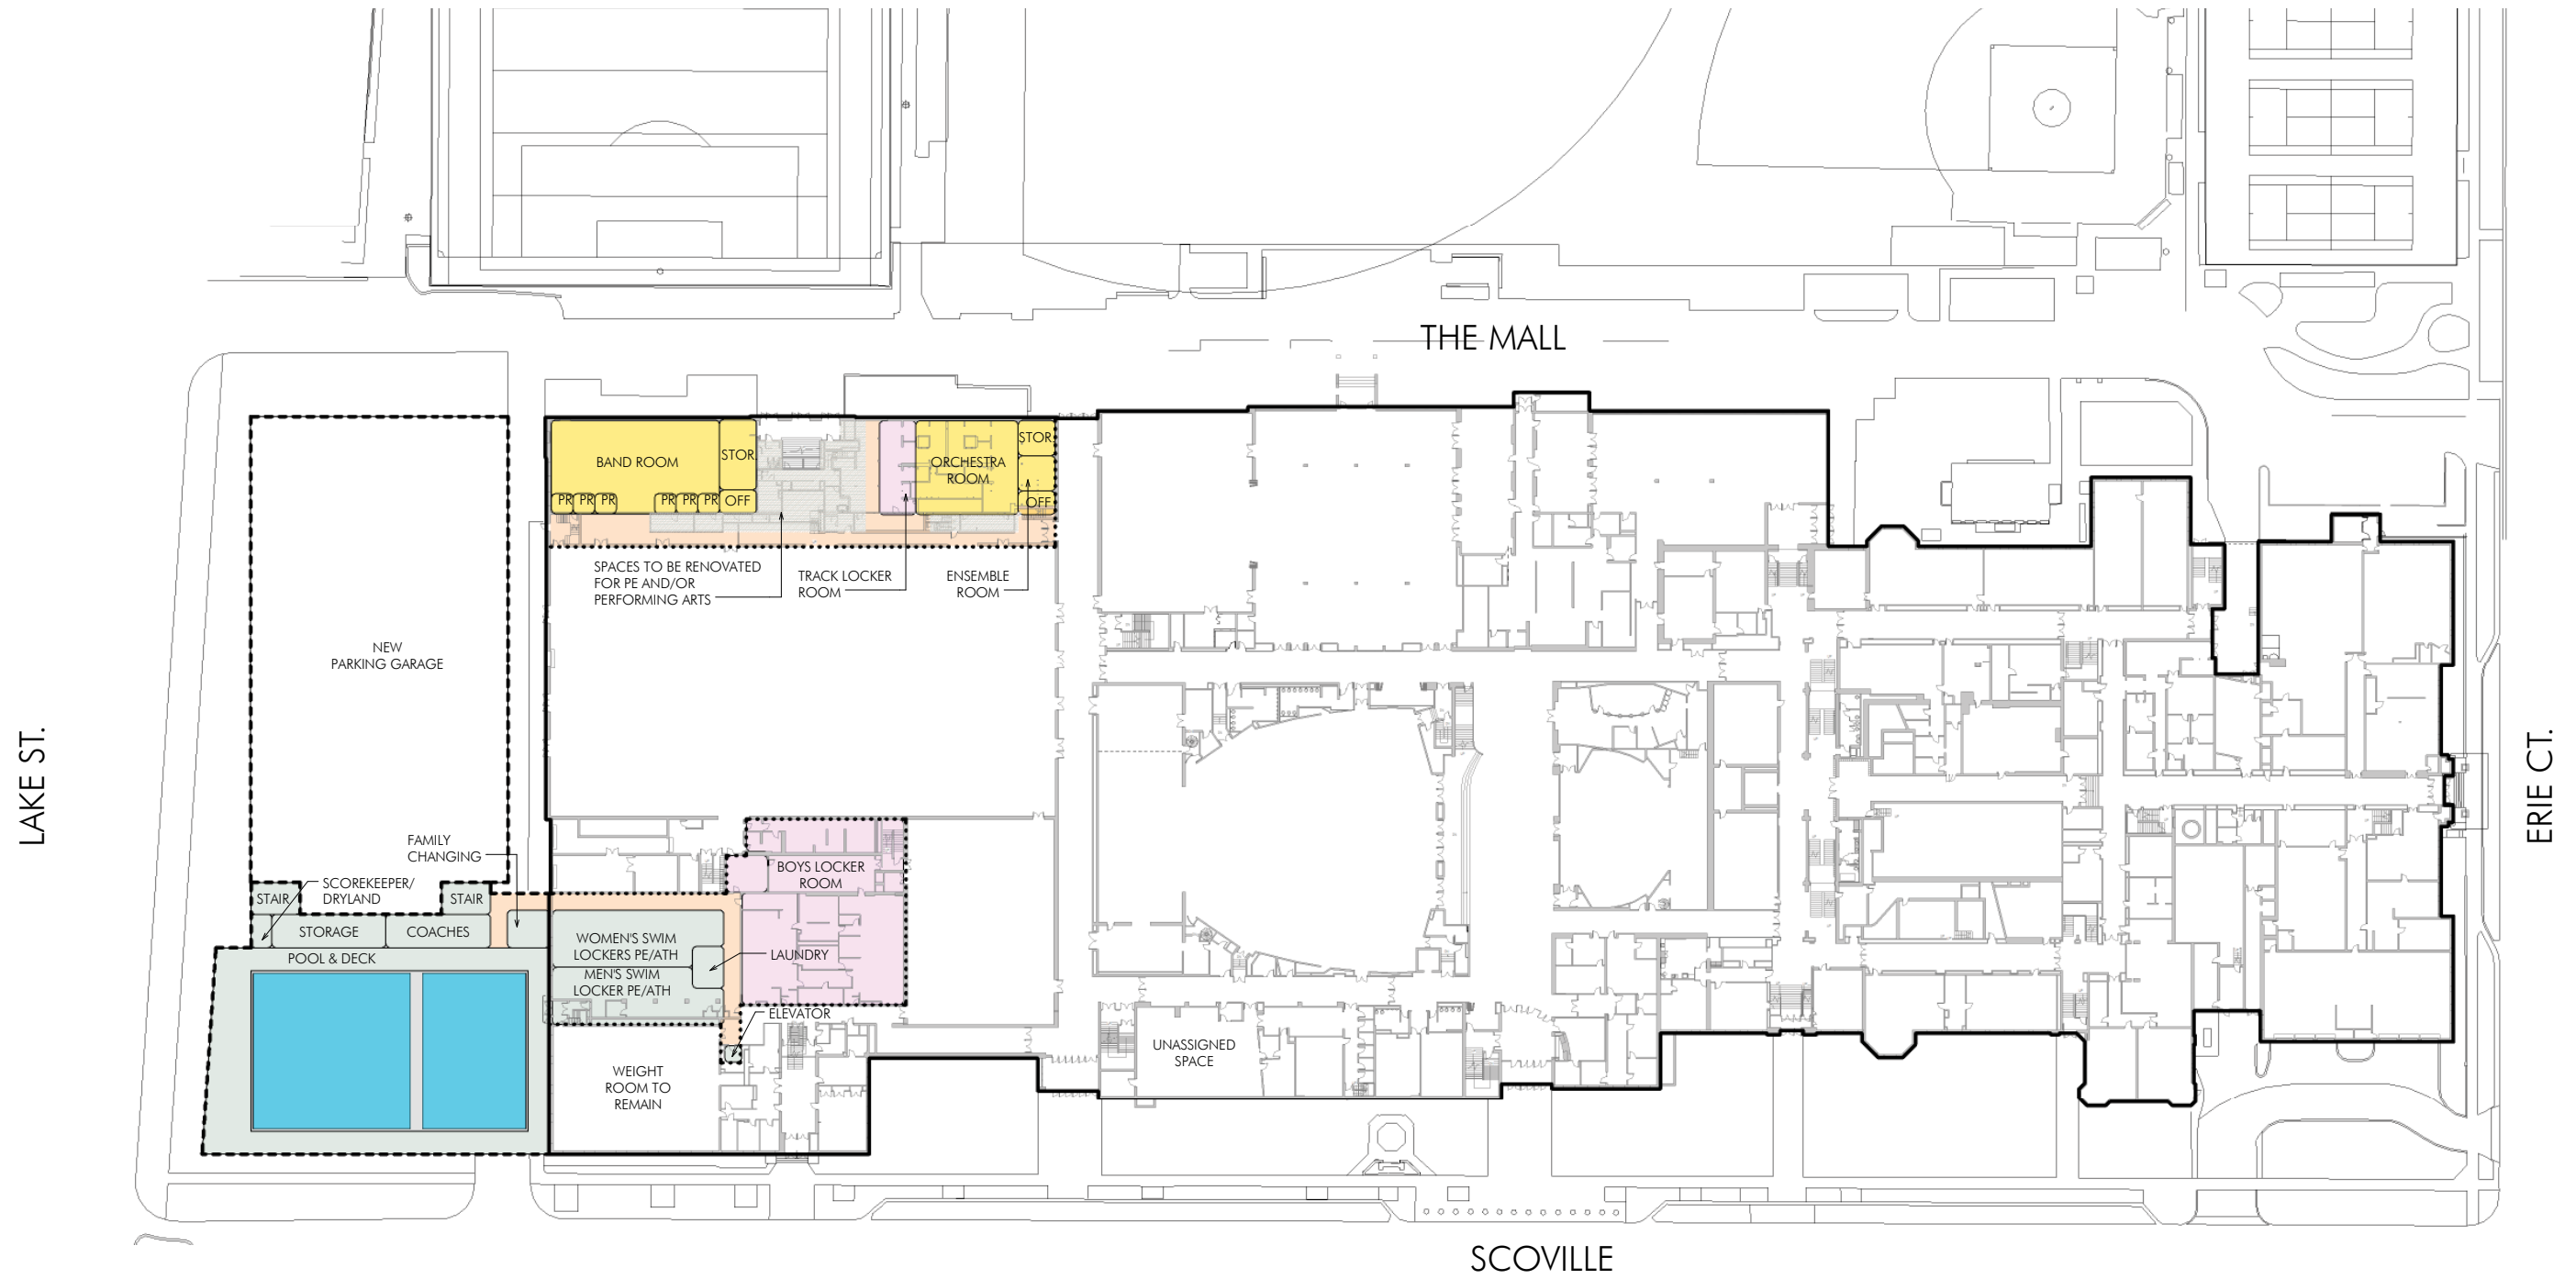 THE MALL
BAND ROOM
STOR
PR
PR
PR
PR
PR
PR
OFF
ORCHESTRA
ROOM
STOR
OFF
SPACES TO BE RENOVATED
FOR PE AND/OR
PERFORMING ARTS
TRACK LOCKER
ROOM
ENSEMBLE
ROOM
NEW
PARKING GARAGE
LAKE ST.
ERIE CT.
FAMILY
CHANGING
SCOREKEEPER/
DRYLAND
STAIR
STAIR
STORAGE
COACHES
POOL & DECK
BOYS LOCKER
ROOM
WOMEN'S SWIM
LOCKERS PE/ATH
MEN'S SWIM
LOCKER PE/ATH
LAUNDRY
ELEVATOR
WEIGHT
ROOM TO
REMAIN
UNASSIGNED
SPACE
SCOVILLE